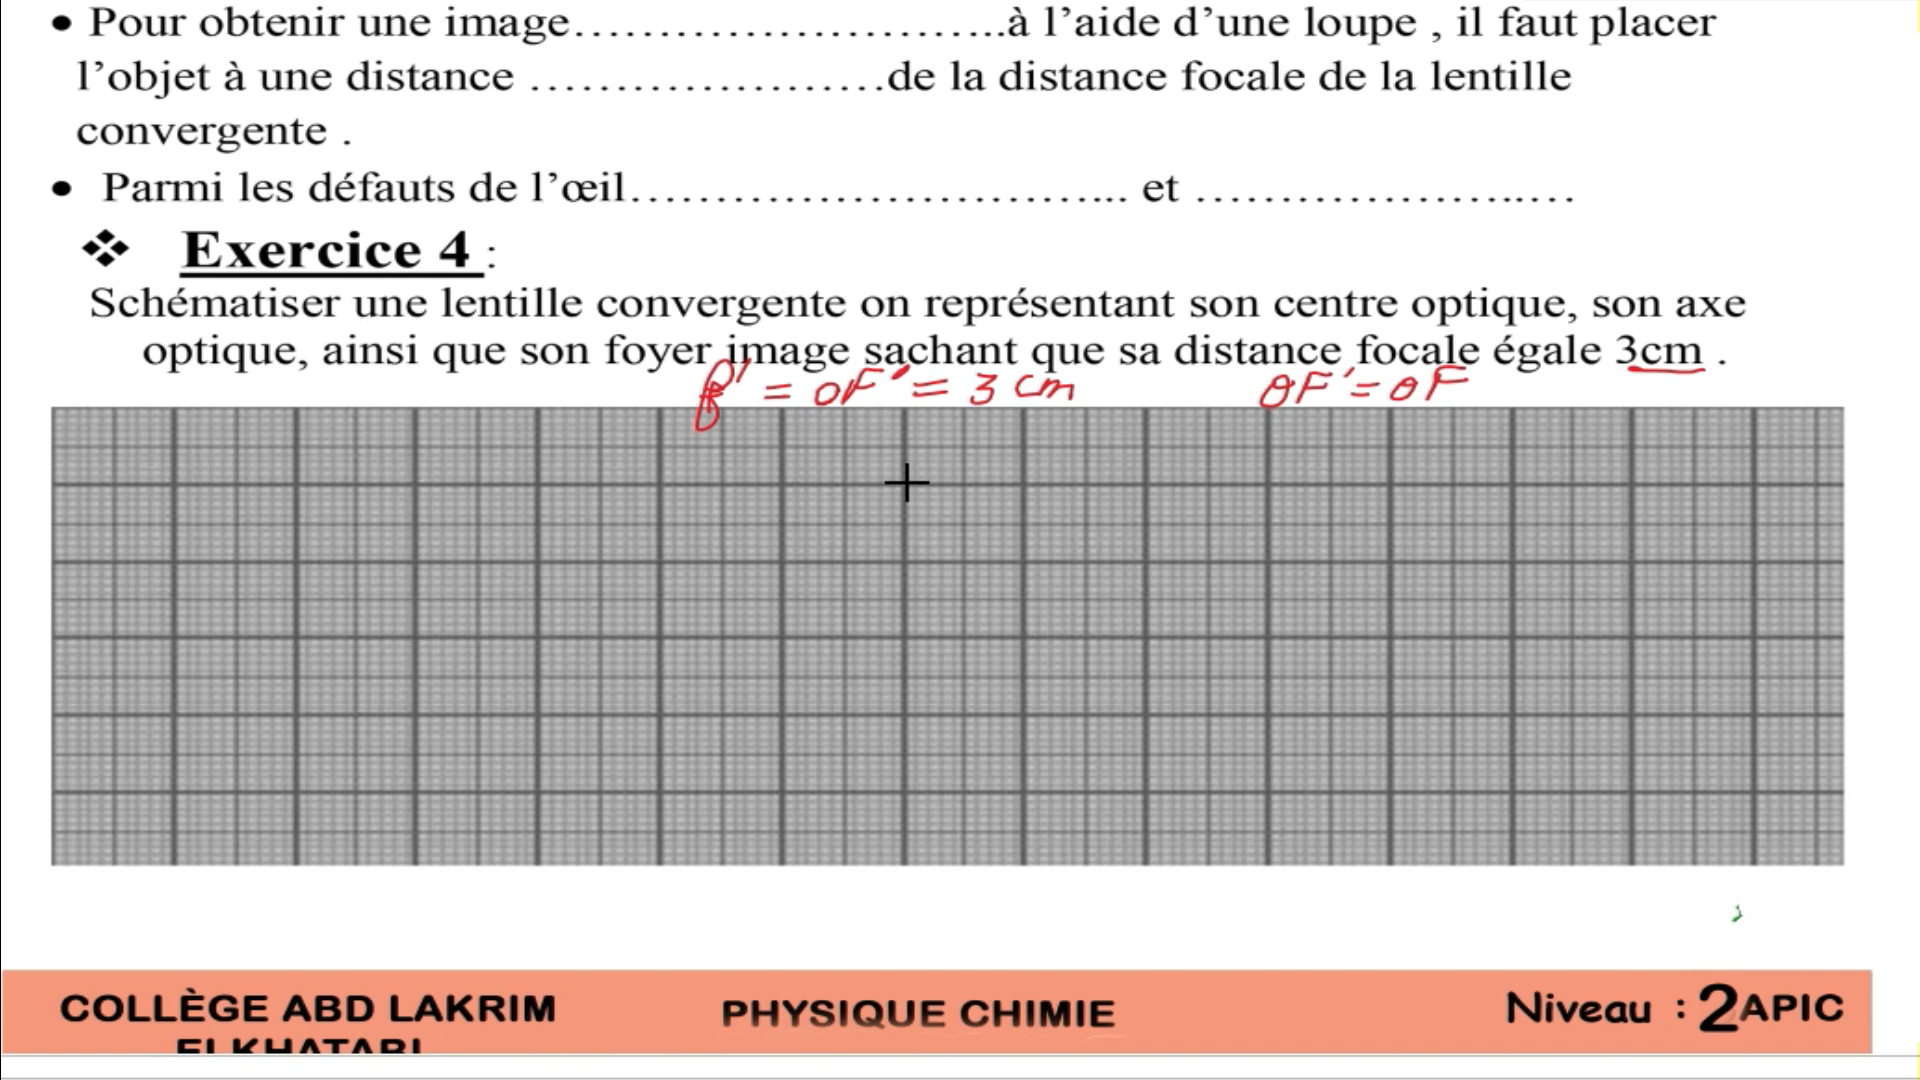 • Pour obtenir une image……………………………..à l’aide d’une loupe , il faut placer
l’objet à une distance …………………….de la distance focale de la lentille
convergente .
• Parmi les défauts de l’œil……………………………….. et …………………..…
❖ Exercice 4 :
Schématiser une lentille convergente on représentant son centre optique, son axe
optique, ainsi que son foyer image sachant que sa distance focale égale 3cm .
f' = OF' = 3 cm OF' = OF
COLLÈGE ABD LAKRIM
ELKHATABI
PHYSIQUE CHIMIE
Niveau : 2APIC